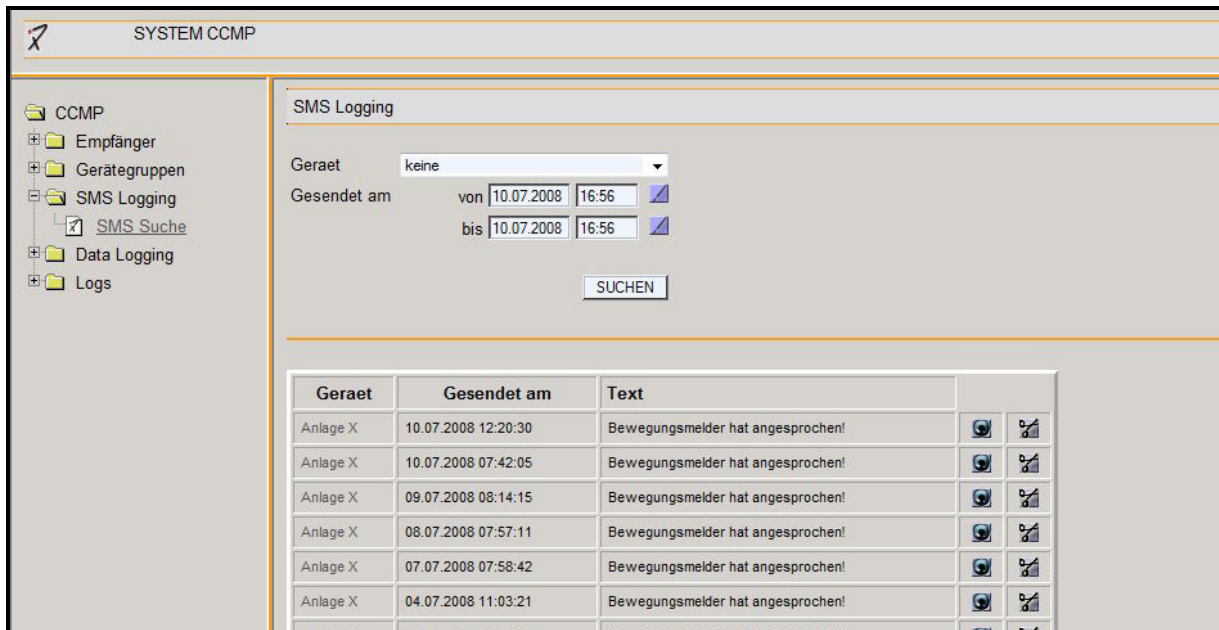 SYSTEM CCMP
CCMP
Empfänger
Gerätegruppen
SMS Logging
SMS Suche
Data Logging
Logs
SMS Logging
Geraet keine
Gesendet am von 10.07.2008 16:56
bis 10.07.2008 16:56
SUCHEN
Geraet Gesendet am Text
Anlage X 10.07.2008 12:20:30 Bewegungsmelder hat angesprochen!
Anlage X 10.07.2008 07:42:05 Bewegungsmelder hat angesprochen!
Anlage X 09.07.2008 08:14:15 Bewegungsmelder hat angesprochen!
Anlage X 08.07.2008 07:57:11 Bewegungsmelder hat angesprochen!
Anlage X 07.07.2008 07:58:42 Bewegungsmelder hat angesprochen!
Anlage X 04.07.2008 11:03:21 Bewegungsmelder hat angesprochen!